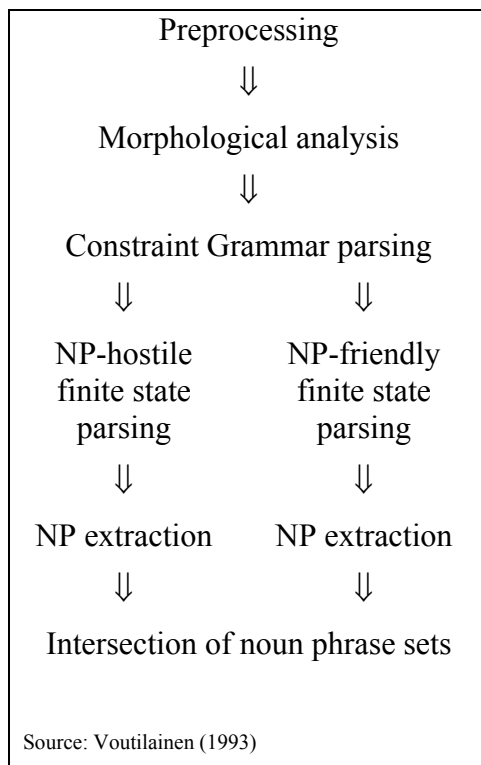 Preprocessing
⇓
Morphological analysis
⇓
Constraint Grammar parsing
⇓ ⇓
NP-hostile NP-friendly
finite state finite state
parsing parsing
⇓ ⇓
NP extraction NP extraction
⇓ ⇓
Intersection of noun phrase sets
Source: Voutilainen (1993)